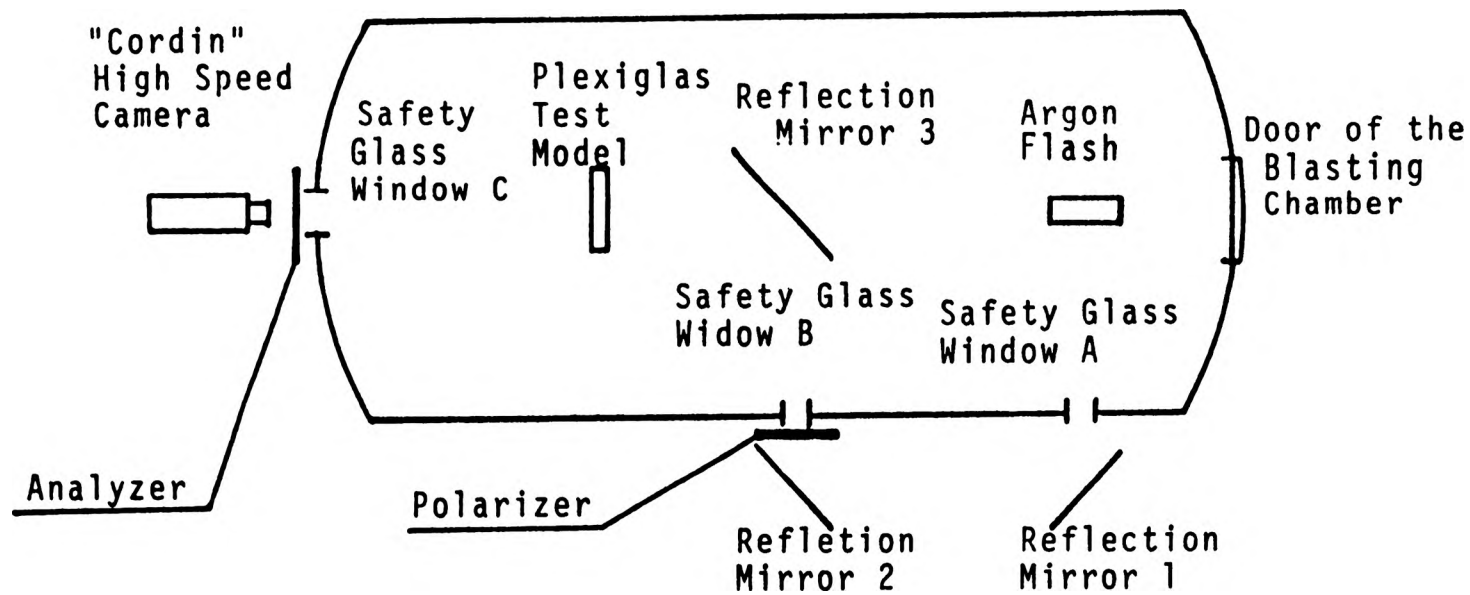 "Cordin"
High Speed
Camera
Safety
Glass
Window C
Plexiglas
Test
Model
Reflection
Mirror 3
Argon
Flash
Door of the
Blasting
Chamber
Safety Glass
Widow B
Safety Glass
Window A
Analyzer
Polarizer
Refletion
Mirror 2
Reflection
Mirror 1